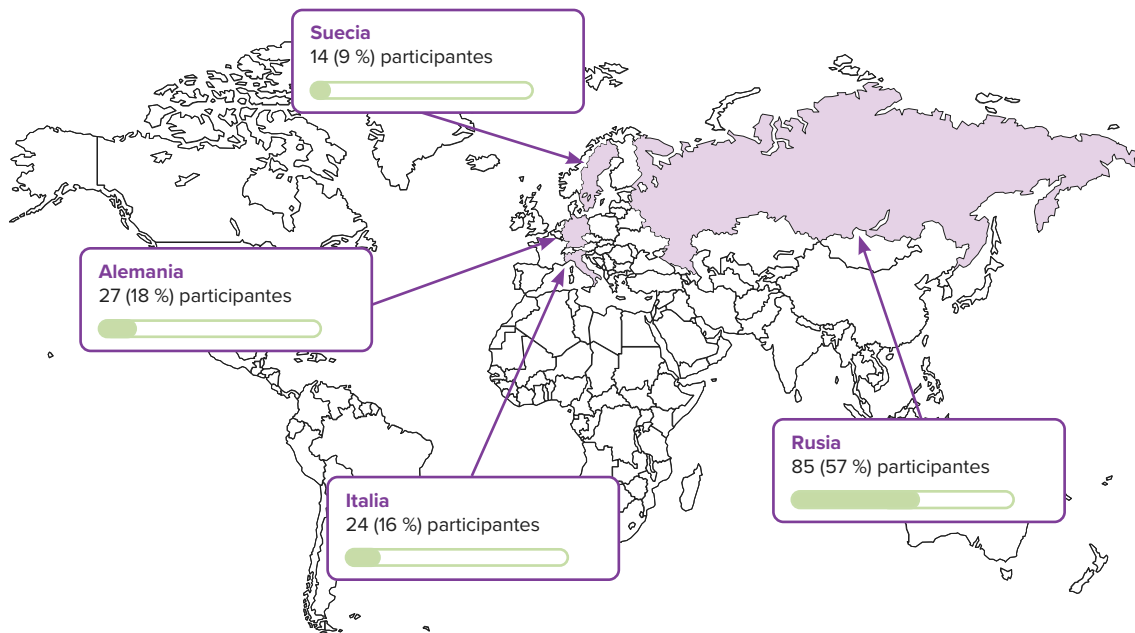 Suecia
14 (9 %) participantes
Alemania
27 (18 %) participantes
Italia
24 (16 %) participantes
Rusia
85 (57 %) participantes